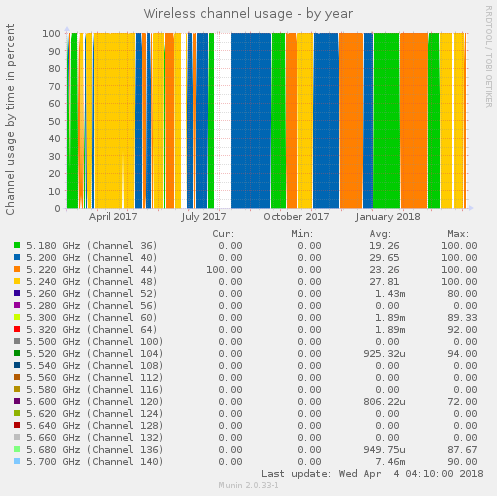 Wireless channel usage - by year
RRDTOOL / TOBI OETIKER
Channel usage by time in percent
100
90
80
70
60
50
40
30
20
10
0
April 2017 July 2017 October 2017 January 2018
Cur: Min: Avg: Max:
5.180 GHz (Channel 36) 0.00 0.00 19.26 100.00
5.200 GHz (Channel 40) 0.00 0.00 29.65 100.00
5.220 GHz (Channel 44) 100.00 0.00 23.26 100.00
5.240 GHz (Channel 48) 0.00 0.00 27.81 100.00
5.260 GHz (Channel 52) 0.00 0.00 1.43m 80.00
5.280 GHz (Channel 56) 0.00 0.00 0.00 0.00
5.300 GHz (Channel 60) 0.00 0.00 1.89m 89.33
5.320 GHz (Channel 64) 0.00 0.00 1.89m 92.00
5.500 GHz (Channel 100) 0.00 0.00 0.00 0.00
5.520 GHz (Channel 104) 0.00 0.00 925.32u 94.00
5.540 GHz (Channel 108) 0.00 0.00 0.00 0.00
5.560 GHz (Channel 112) 0.00 0.00 0.00 0.00
5.580 GHz (Channel 116) 0.00 0.00 0.00 0.00
5.600 GHz (Channel 120) 0.00 0.00 806.22u 72.00
5.620 GHz (Channel 124) 0.00 0.00 0.00 0.00
5.640 GHz (Channel 128) 0.00 0.00 0.00 0.00
5.660 GHz (Channel 132) 0.00 0.00 0.00 0.00
5.680 GHz (Channel 136) 0.00 0.00 949.75u 87.67
5.700 GHz (Channel 140) 0.00 0.00 7.46m 90.00
Last update: Wed Apr 4 04:10:00 2018
Munin 2.0.33-1